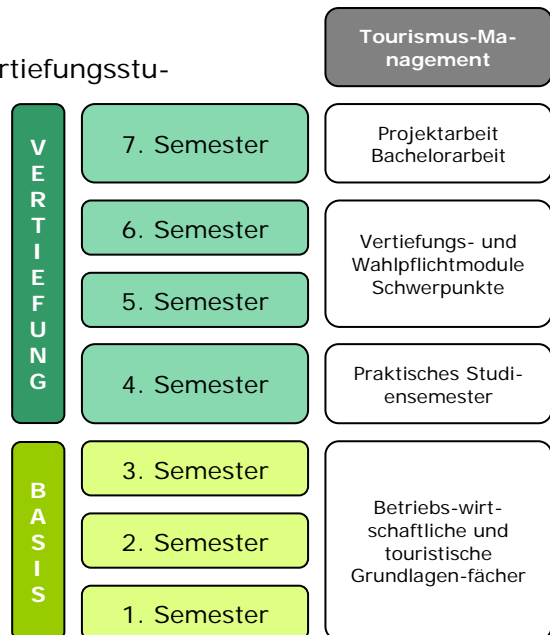 Tourismus-Ma-
nagement
rtiefungsstu-
V
E
R
T
I
E
F
U
N
G
7. Semester
Projektarbeit
Bachelorarbeit
6. Semester
5. Semester
Vertiefungs- und
Wahlpflichtmodule
Schwerpunkte
4. Semester
Praktisches Studi-
ensemester
B
A
S
I
S
3. Semester
2. Semester
1. Semester
Betriebs-wirt-
schaftliche und
touristische
Grundlagen-fächer